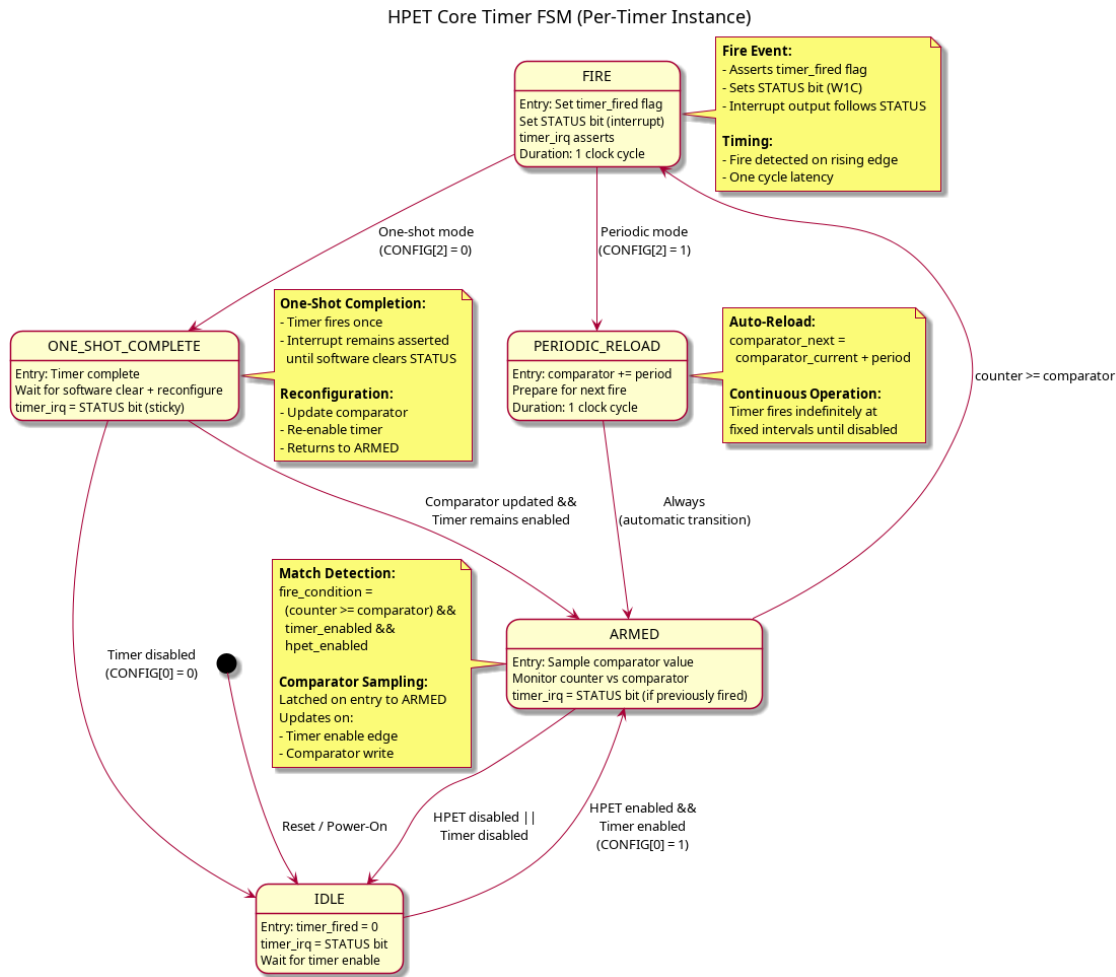 HPET Core Timer FSM (Per-Timer Instance)
FIRE
Entry: Set timer_fired flag
Set STATUS bit (interrupt)
timer_irq asserts
Duration: 1 clock cycle
Fire Event:
- Asserts timer_fired flag
- Sets STATUS bit (W1C)
- Interrupt output follows STATUS
Timing:
- Fire detected on rising edge
- One cycle latency
One-shot mode
(CONFIG[2] = 0)
Periodic mode
(CONFIG[2] = 1)
ONE_SHOT_COMPLETE
Entry: Timer complete
Wait for software clear + reconfigure
timer_irq = STATUS bit (sticky)
One-Shot Completion:
- Timer fires once
- Interrupt remains asserted
until software clears STATUS
Reconfiguration:
- Update comparator
- Re-enable timer
- Returns to ARMED
PERIODIC_RELOAD
Entry: comparator += period
Prepare for next fire
Duration: 1 clock cycle
Auto-Reload:
comparator_next =
comparator_current + period
Continuous Operation:
Timer fires indefinitely at
fixed intervals until disabled
counter >= comparator
Comparator updated &&
Timer remains enabled
Always
(automatic transition)
Match Detection:
fire_condition =
(counter >= comparator) &&
timer_enabled &&
hpet_enabled
Comparator Sampling:
Latched on entry to ARMED
Updates on:
- Timer enable edge
- Comparator write
ARMED
Entry: Sample comparator value
Monitor counter vs comparator
timer_irq = STATUS bit (if previously fired)
Timer disabled
(CONFIG[0] = 0)
Reset / Power-On
HPET disabled ||
Timer disabled
HPET enabled &&
Timer enabled
(CONFIG[0] = 1)
IDLE
Entry: timer_fired = 0
timer_irq = STATUS bit
Wait for timer enable